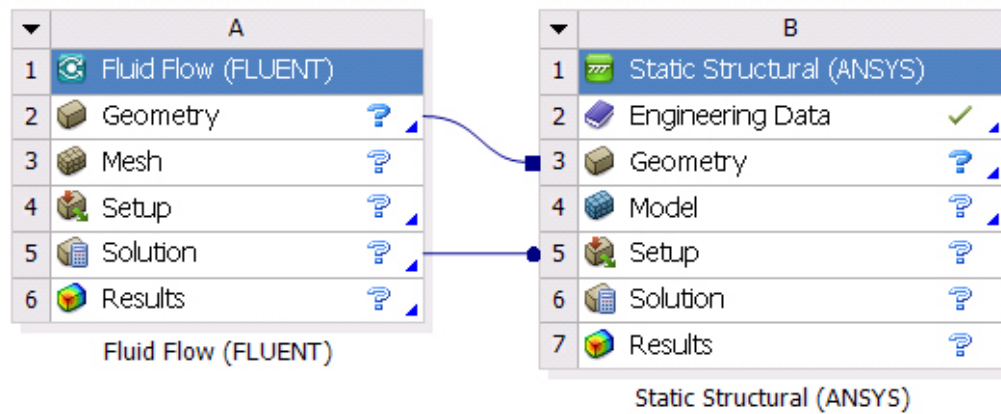 A
1 Fluid Flow (FLUENT)
2 Geometry
3 Mesh
4 Setup
5 Solution
6 Results
Fluid Flow (FLUENT)
B
1 Static Structural (ANSYS)
2 Engineering Data
3 Geometry
4 Model
5 Setup
6 Solution
7 Results
Static Structural (ANSYS)